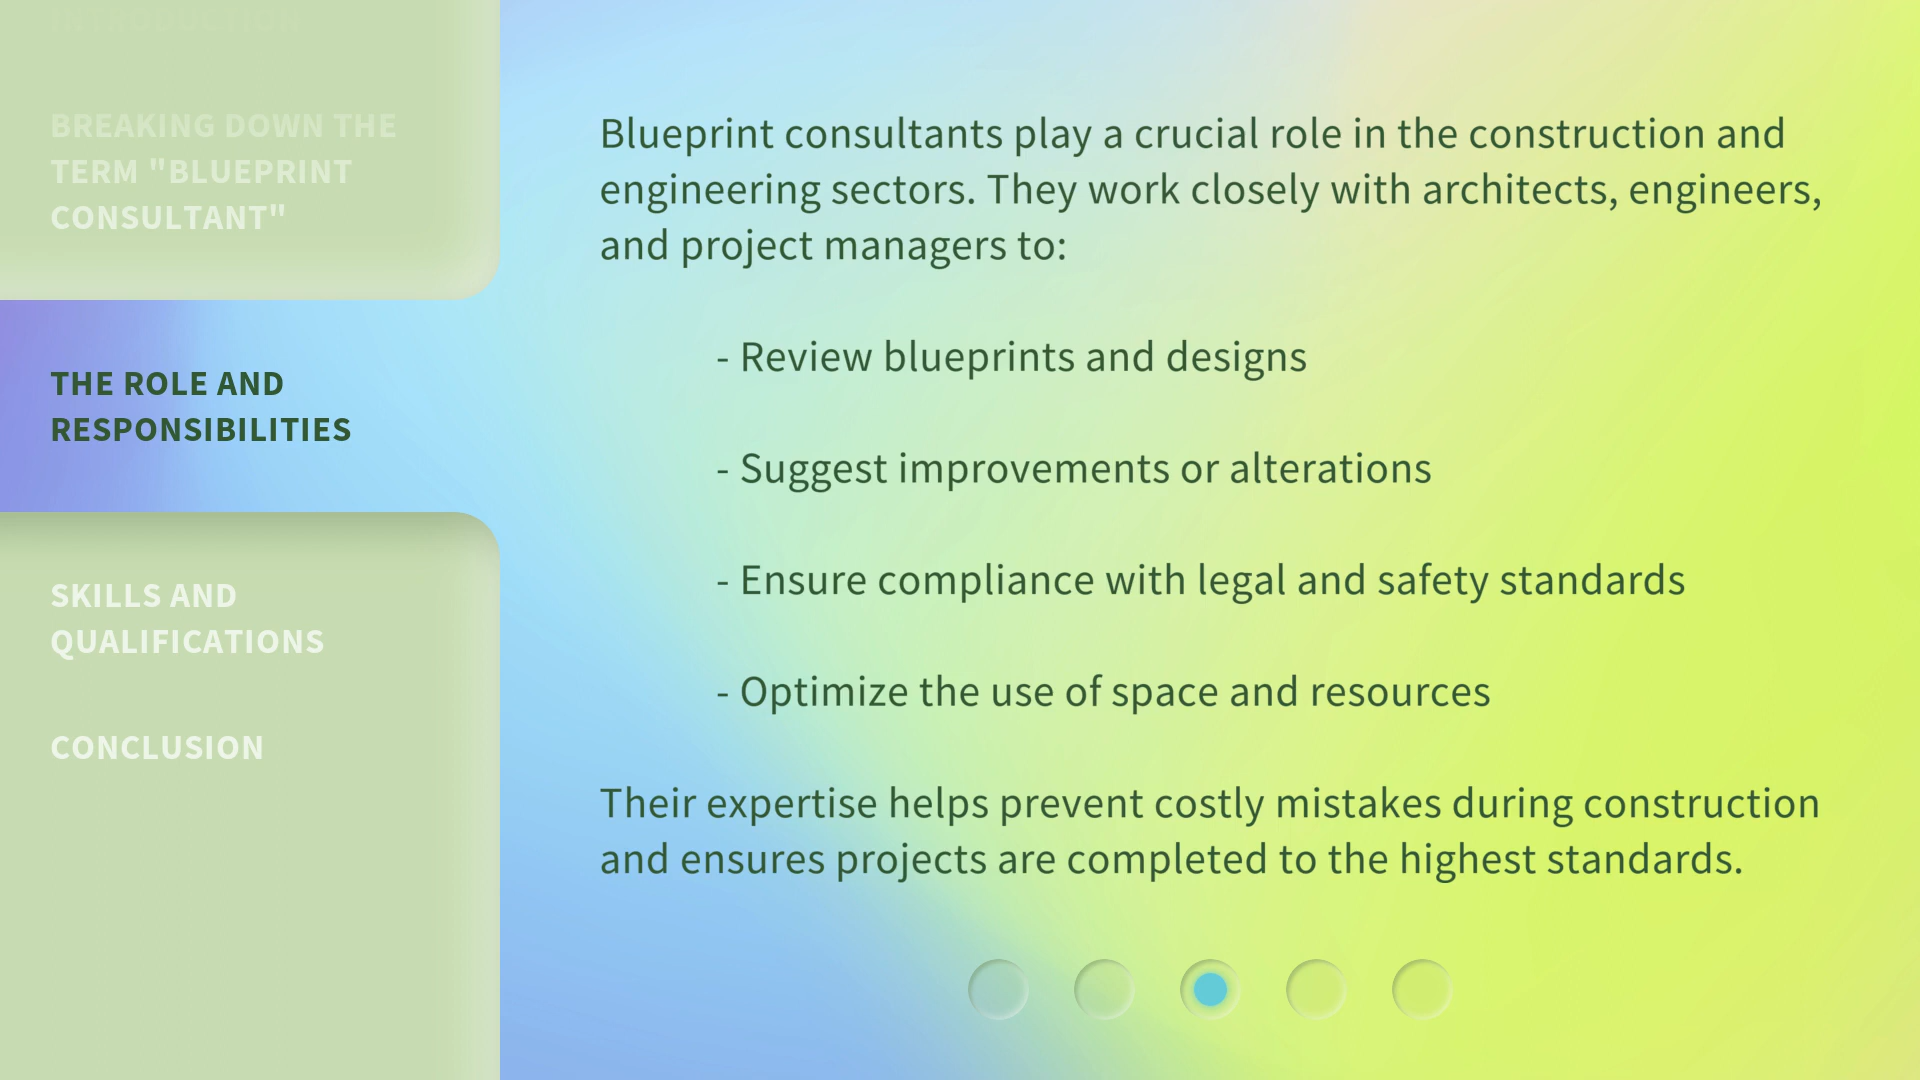 INTRODUCTION
BREAKING DOWN THE
TERM "BLUEPRINT
CONSULTANT"
THE ROLE AND
RESPONSIBILITIES
SKILLS AND
QUALIFICATIONS
CONCLUSION
Blueprint consultants play a crucial role in the construction and
engineering sectors. They work closely with architects, engineers,
and project managers to:
- Review blueprints and designs
- Suggest improvements or alterations
- Ensure compliance with legal and safety standards
- Optimize the use of space and resources
Their expertise helps prevent costly mistakes during construction
and ensures projects are completed to the highest standards.